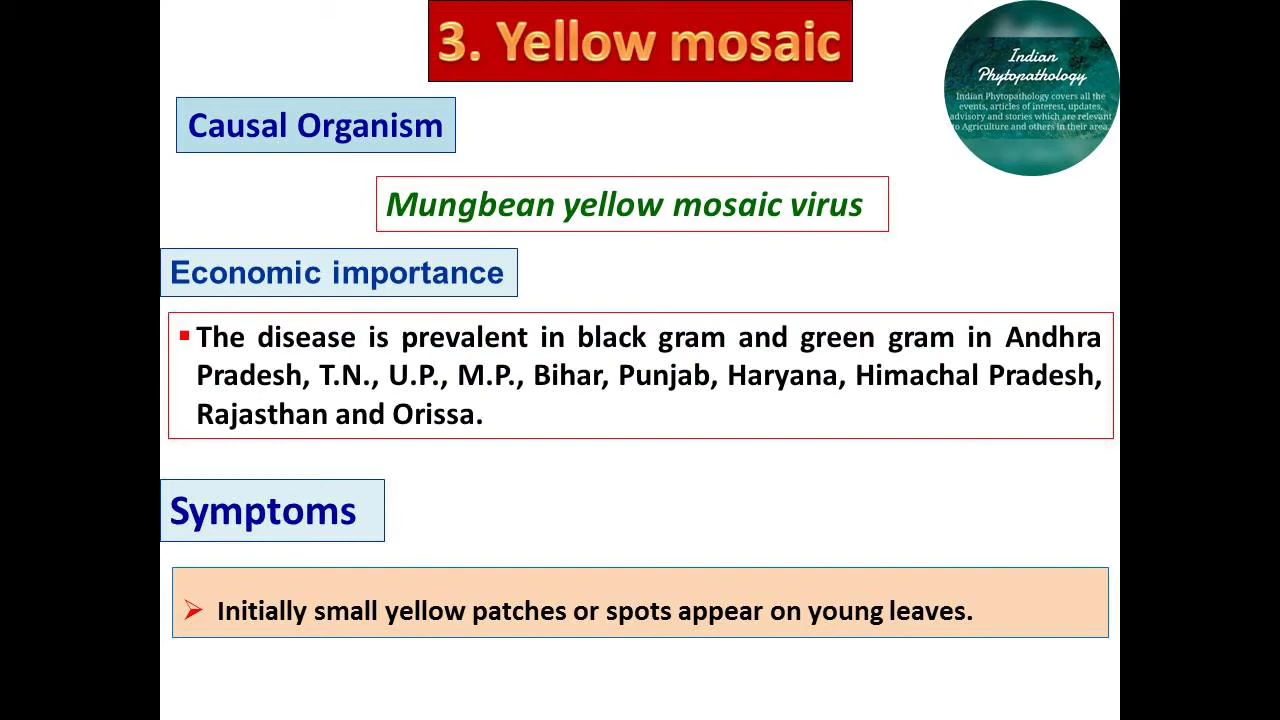 3. Yellow mosaic
Indian
Phytopathology
Indian Phytopathology covers all the
events, articles of interest, updates,
advisory and stories which are relevant
to Agriculture and others in their area.
Causal Organism
Mungbean yellow mosaic virus
Economic importance
▪ The disease is prevalent in black gram and green gram in Andhra
Pradesh, T.N., U.P., M.P., Bihar, Punjab, Haryana, Himachal Pradesh,
Rajasthan and Orissa.
Symptoms
➢ Initially small yellow patches or spots appear on young leaves.